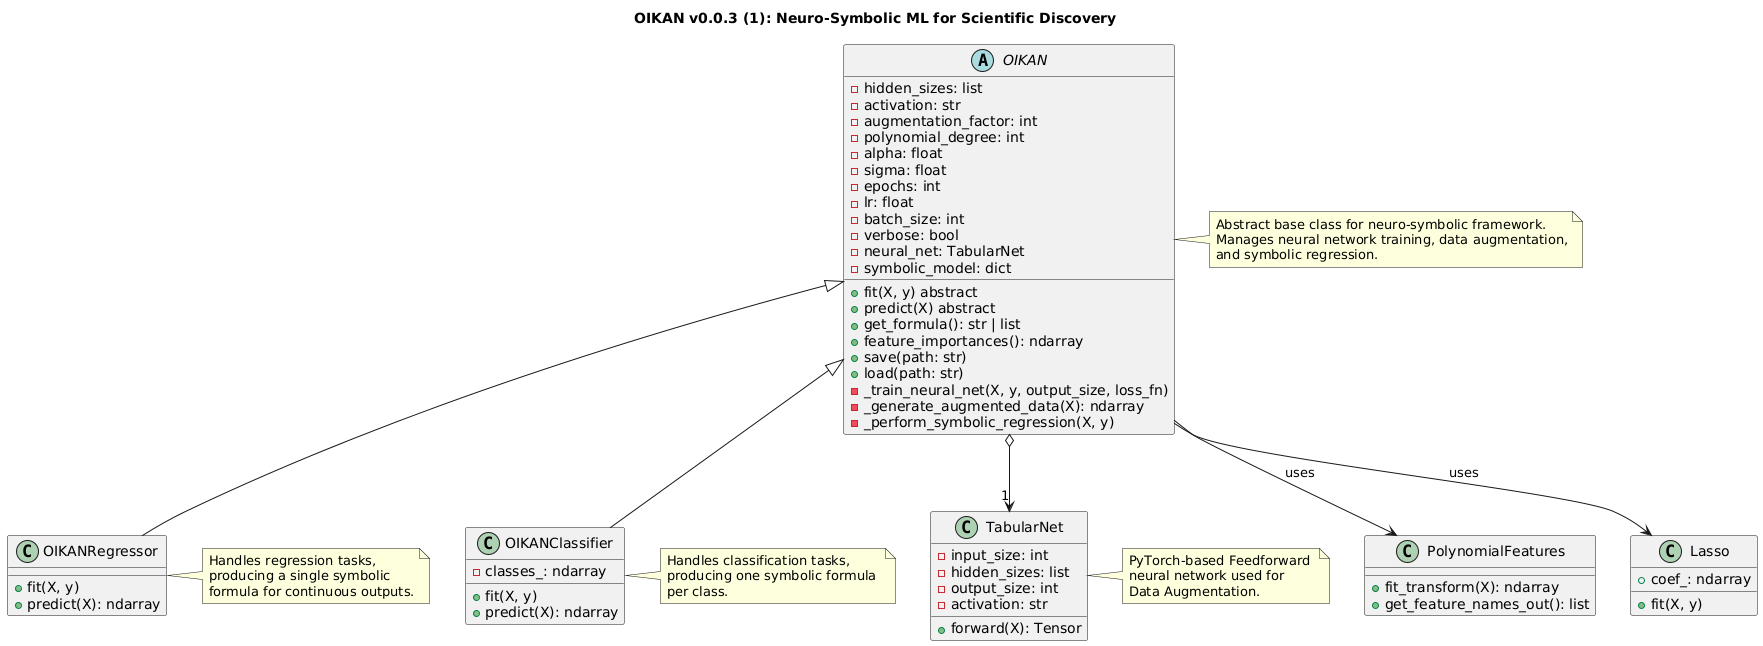 OIKAN v0.0.3 (1): Neuro-Symbolic ML for Scientific Discovery
A OIKAN
hidden_sizes: list
activation: str
augmentation_factor: int
polynomial_degree: int
alpha: float
sigma: float
epochs: int
lr: float
batch_size: int
verbose: bool
neural_net: TabularNet
symbolic_model: dict
fit(X, y) abstract
predict(X) abstract
get_formula(): str | list
feature_importances(): ndarray
save(path: str)
load(path: str)
_train_neural_net(X, y, output_size, loss_fn)
_generate_augmented_data(X): ndarray
_perform_symbolic_regression(X, y)
Abstract base class for neuro-symbolic framework.
Manages neural network training, data augmentation,
and symbolic regression.
uses
uses
1
C OIKANRegressor
fit(X, y)
predict(X): ndarray
Handles regression tasks,
producing a single symbolic
formula for continuous outputs.
C OIKANClassifier
classes_: ndarray
fit(X, y)
predict(X): ndarray
Handles classification tasks,
producing one symbolic formula
per class.
C TabularNet
input_size: int
hidden_sizes: list
output_size: int
activation: str
forward(X): Tensor
PyTorch-based Feedforward
neural network used for
Data Augmentation.
C PolynomialFeatures
fit_transform(X): ndarray
get_feature_names_out(): list
C Lasso
coef_: ndarray
fit(X, y)